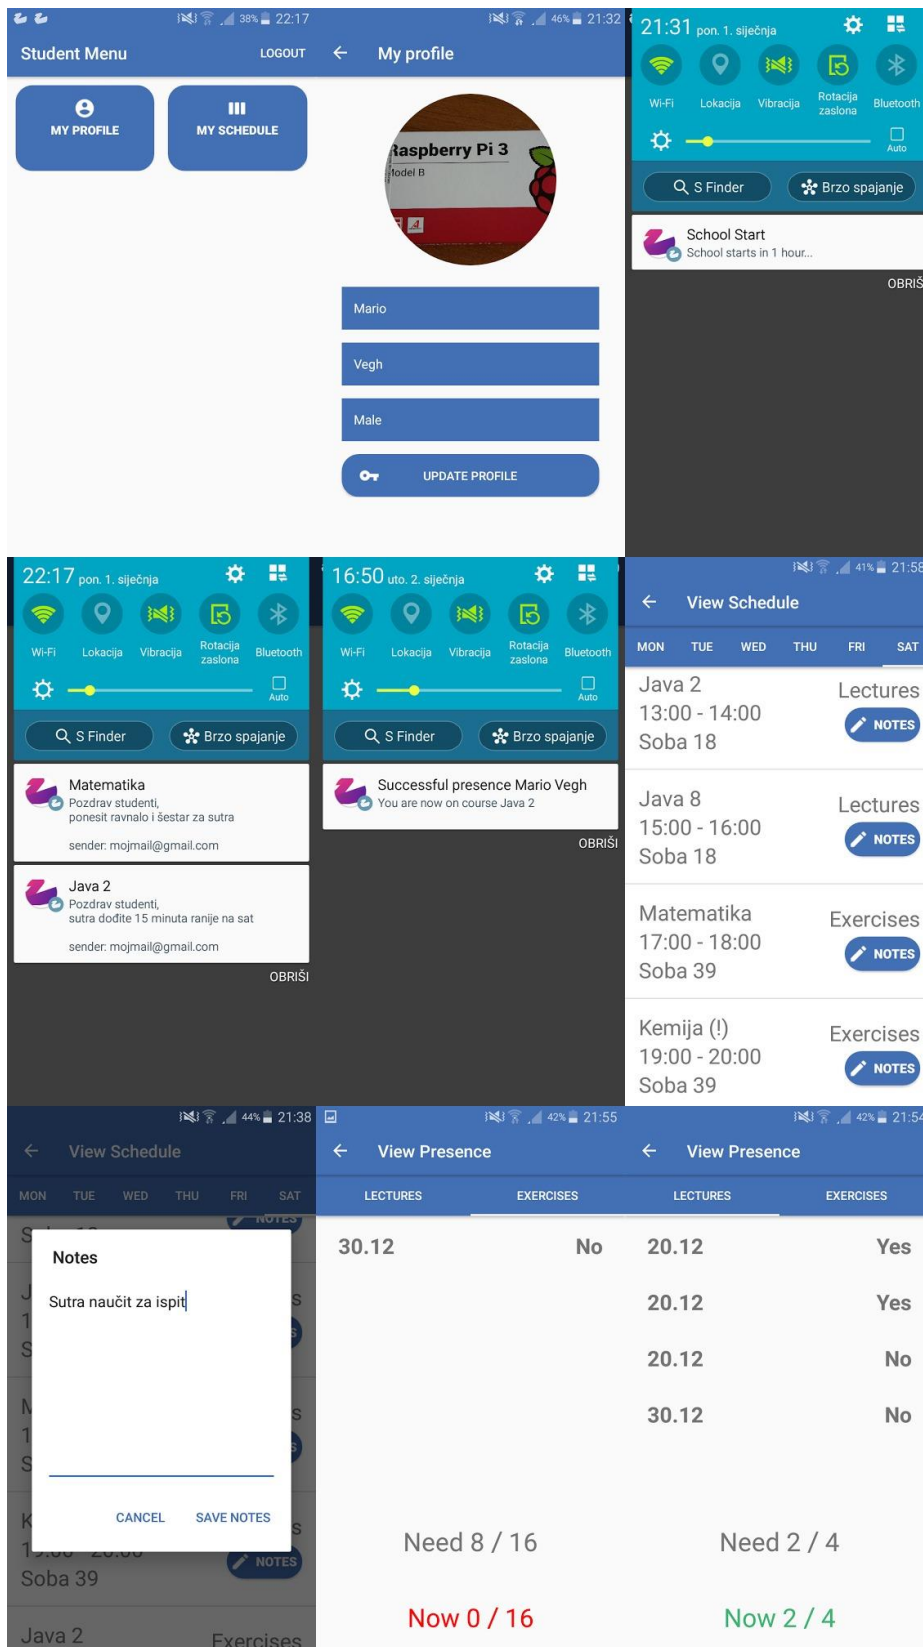 38% 22:17
Student Menu LOGOUT
MY PROFILE MY SCHEDULE
46% 21:32
My profile
Raspberry Pi 3
Model B
Mario
Vegh
Male
UPDATE PROFILE
21:31 pon. 1. siječnja
Wi-Fi Lokacija Vibracija Rotacija Bluetooth
zaslona
Auto
S Finder Brzo spajanje
School Start
School starts in 1 hour...
OBRIŠ
22:17 pon. 1. siječnja
Wi-Fi Lokacija Vibracija Rotacija Bluetooth
zaslona
Auto
S Finder Brzo spajanje
Matematika
Pozdrav studenti,
ponesit ravnalo i šestar za sutra
sender: mojmail@gmail.com
Java 2
Pozdrav studenti,
sutra dođite 15 minuta ranije na sat
sender: mojmail@gmail.com
OBRIŠI
16:50 uto. 2. siječnja
Wi-Fi Lokacija Vibracija Rotacija Bluetooth
zaslona
Auto
S Finder Brzo spajanje
Successful presence Mario Vegh
You are now on course Java 2
OBRIŠI
41% 21:58
View Schedule
MON TUE WED THU FRI SAT
Java 2 Lectures
13:00 - 14:00 NOTES
Soba 18
Java 8 Lectures
15:00 - 16:00 NOTES
Soba 18
Matematika Exercises
17:00 - 18:00 NOTES
Soba 39
Kemija (!) Exercises
19:00 - 20:00 NOTES
Soba 39
44% 21:38
View Schedule
MON TUE WED THU FRI SAT
NOTES
Notes
Sutra naučit za ispit
CANCEL SAVE NOTES
NOTES
Soba 39
Java 2 Exercises
42% 21:55
View Presence
LECTURES EXERCISES
30.12 No
Need 8 / 16
Now 0 / 16
42% 21:54
View Presence
LECTURES EXERCISES
20.12 Yes
20.12 Yes
20.12 No
30.12 No
Need 2 / 4
Now 2 / 4